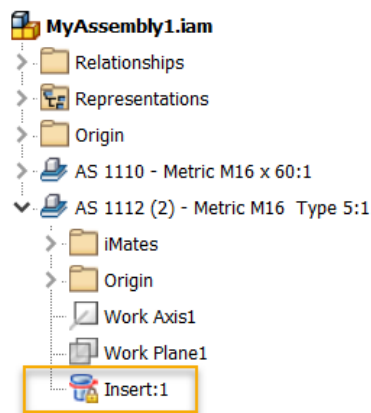 MyAssembly1.iam
Relationships
Representations
Origin
AS 1110 - Metric M16 x 60:1
AS 1112 (2) - Metric M16  Type 5:1
iMates
Origin
Work Axis1
Work Plane1
Insert:1